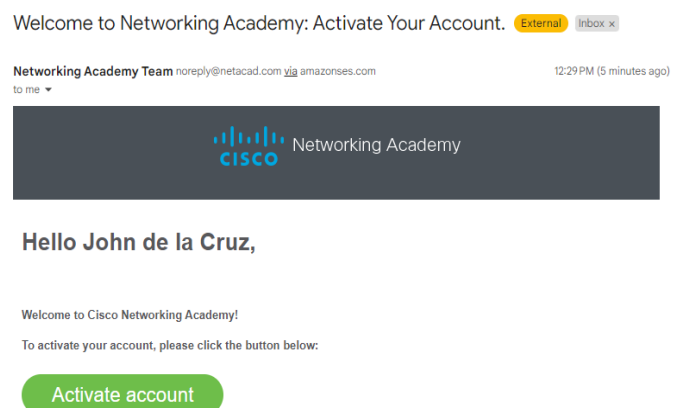 Welcome to Networking Academy: Activate Your Account. External Inbox x
Networking Academy Team noreply@netacad.com via amazonses.com 12:29 PM (5 minutes ago)
to me
CISCO Networking Academy
Hello John de la Cruz,
Welcome to Cisco Networking Academy!
To activate your account, please click the button below:
Activate account